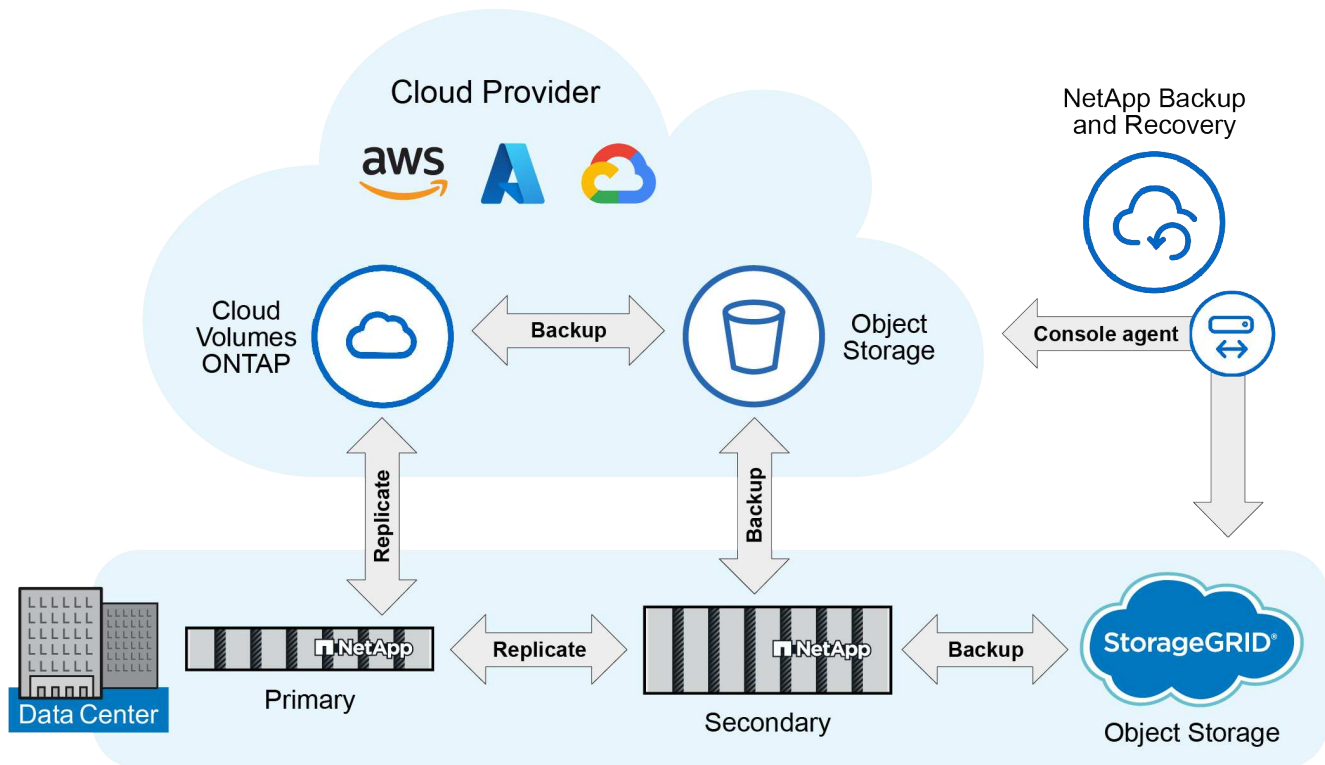 Cloud Provider
aws
NetApp Backup
and Recovery
Cloud
Volumes
ONTAP
Backup
Object
Storage
Console agent
Replicate
Backup
Data Center
NetApp
Primary
Replicate
NetApp
Secondary
Backup
StorageGRID®
Object Storage